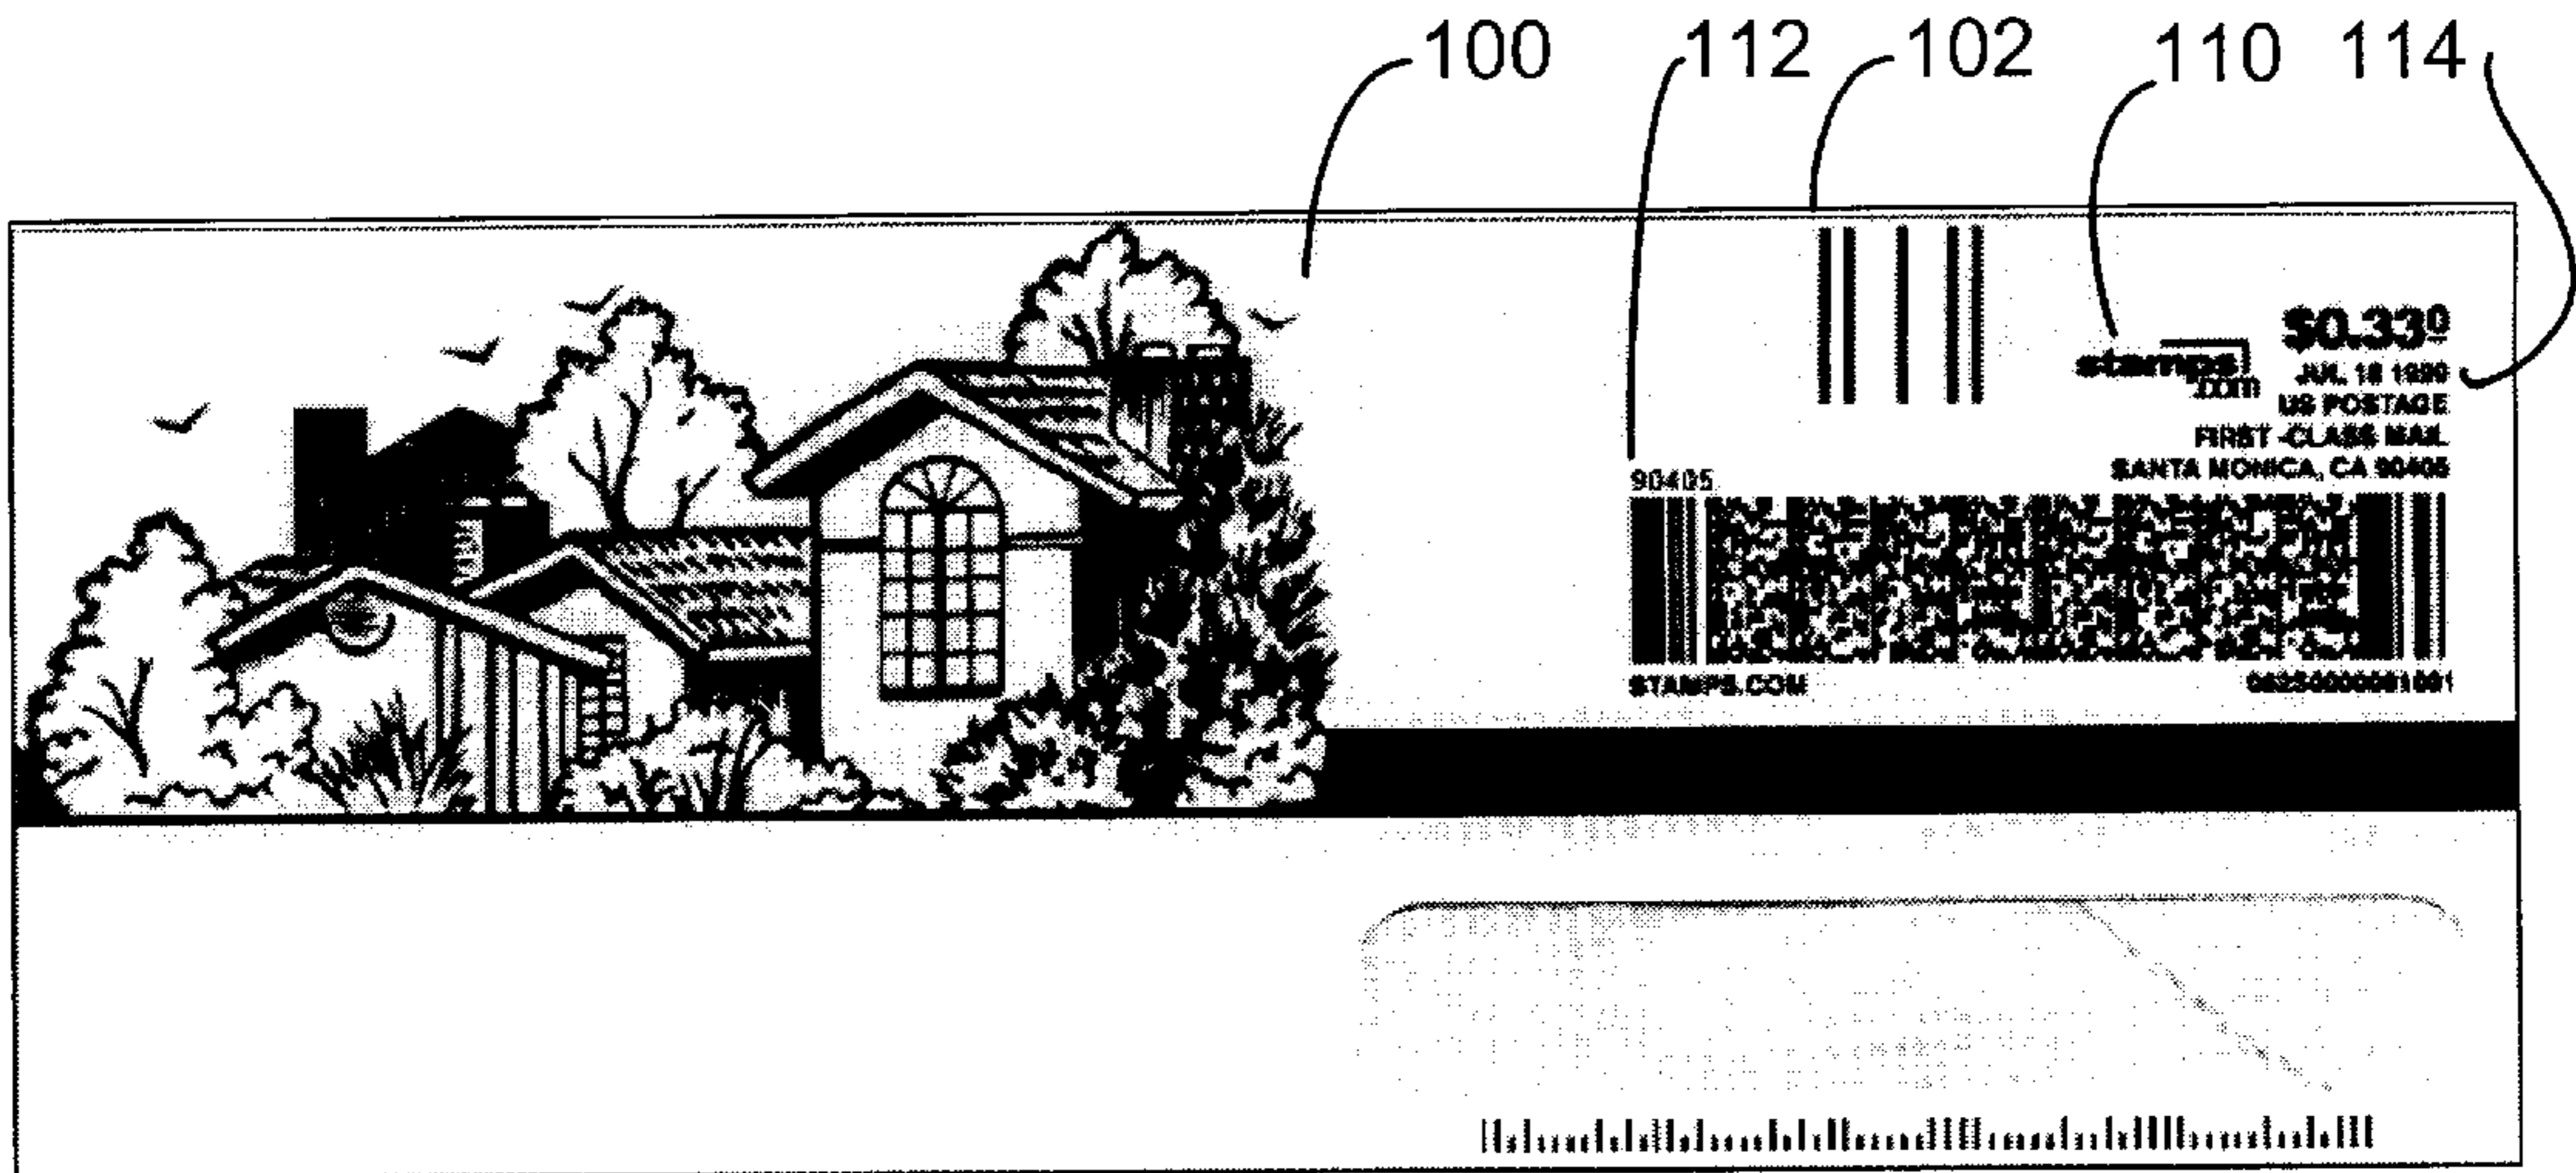 100 112 102 110 114
$0.330
stamps
.com
JUL 18 1999
US POSTAGE
FIRST-CLASS MAIL
SANTA MONICA, CA 90405
90405
STAMPS.COM